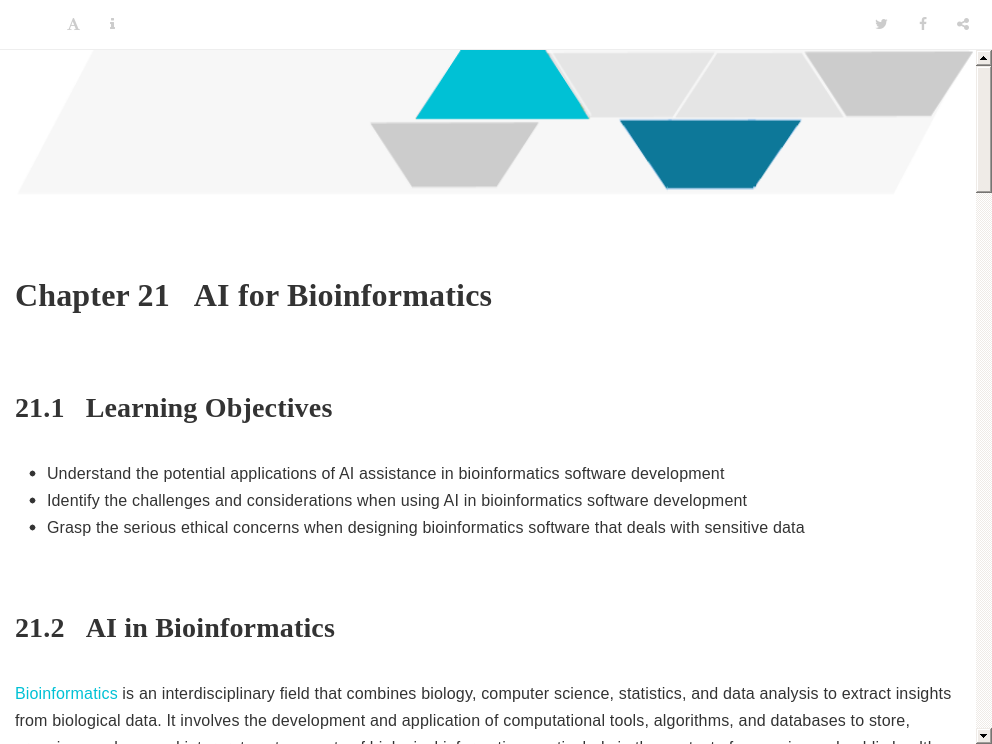 Chapter 21 AI for Bioinformatics
21.1 Learning Objectives
• Understand the potential applications of AI assistance in bioinformatics software development
• Identify the challenges and considerations when using AI in bioinformatics software development
• Grasp the serious ethical concerns when designing bioinformatics software that deals with sensitive data
21.2 AI in Bioinformatics
Bioinformatics is an interdisciplinary field that combines biology, computer science, statistics, and data analysis to extract insights
from biological data. It involves the development and application of computational tools, algorithms, and databases to store,